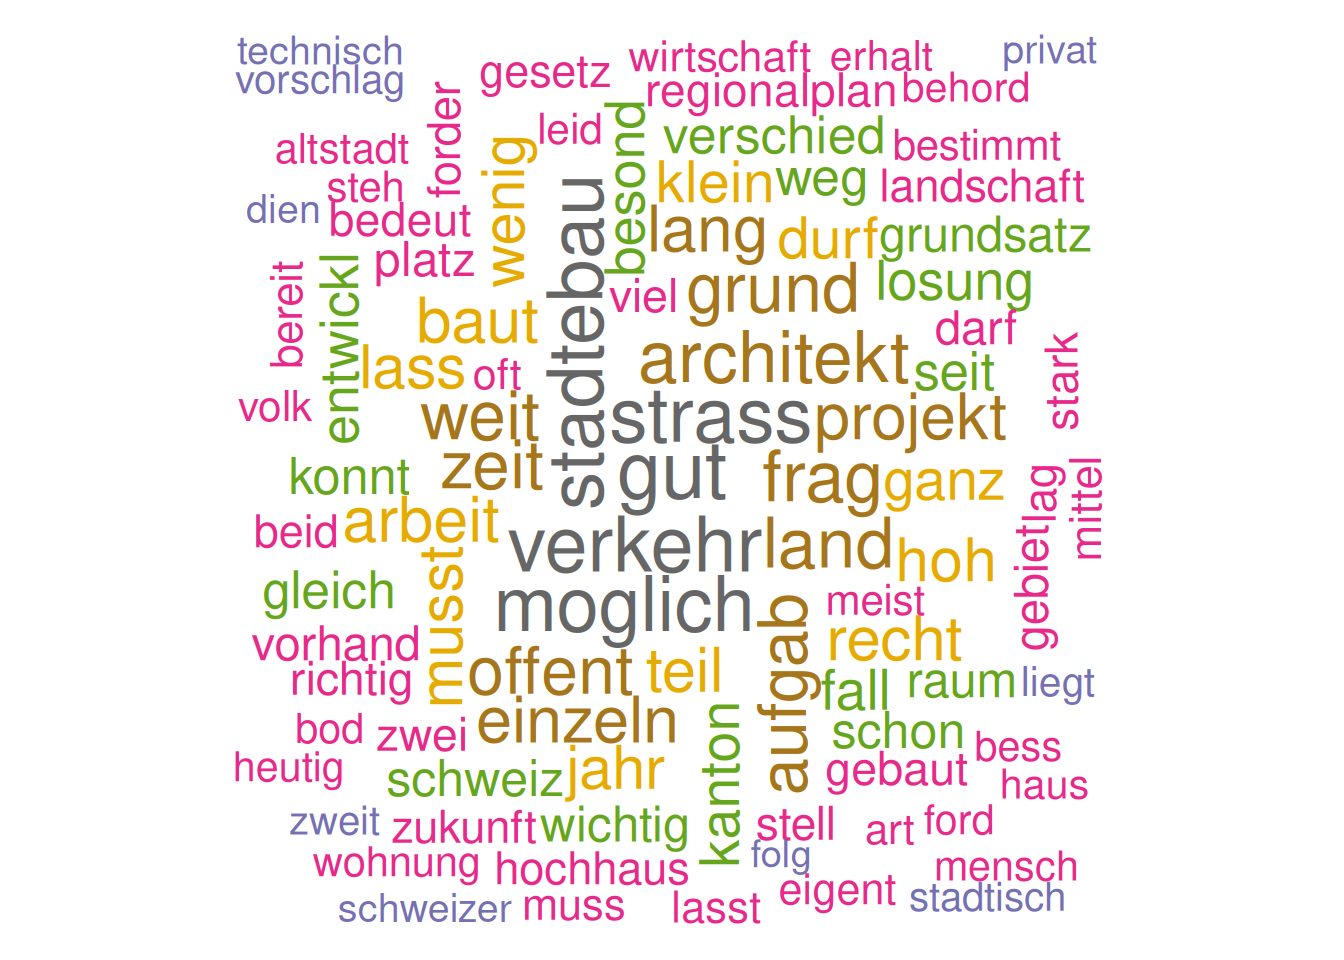 technisch
wirtschaft erhalt
privat
vorschlag
gesetz
regionalplan behord
forder
leid
besond
verschied
bestimmt
altstadt
wenig
klein weg landschaft
steh
dien
bedeut
stadtebau
lang durf grundsatz
platz
bereit
entwickl
viel grund losung
baut
darf
stark
architekt seit
lass oft
volk
weit
strass projekt
zeit
gut
frag ganz
konnt
lag
mittel
arbeit
beid
verkehr land hoh
gebiet
musst
gleich
moglich
meist
aufgab
recht
vorhand
richtig
offent teil
fall raum liegt
bod zwei einzeln
kanton
schon
bess
heutig
schweiz jahr
gebaut
haus
zweit zukunft wichtig
stell art ford
wohnung hochhaus
folg
mensch
schweizer muss lasst eigent stadtisch